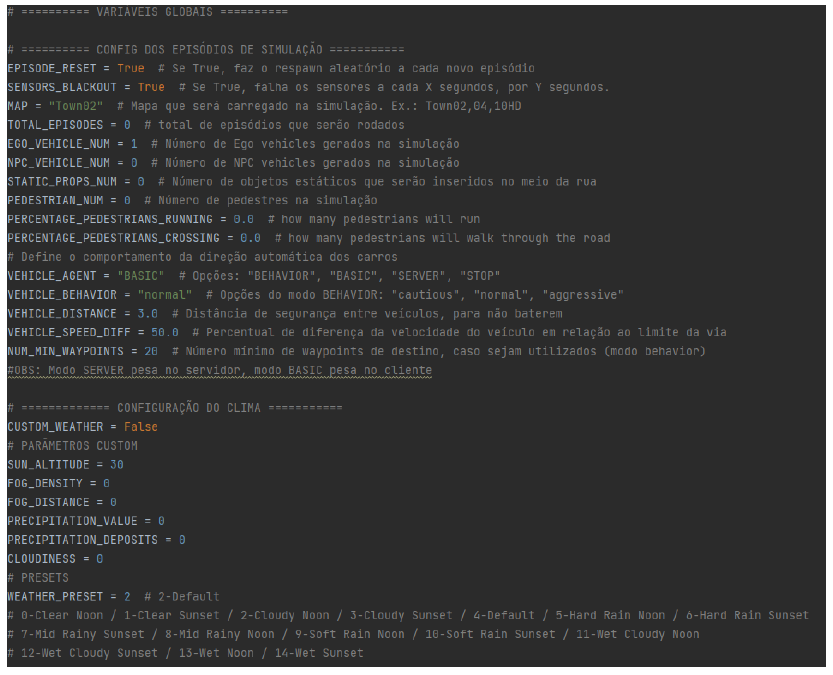 # ========== VARIÁVEIS GLOBAIS ==========
# ========== CONFIG DOS EPISÓDIOS DE SIMULAÇÃO ===========
EPISODE_RESET = True  # Se True, faz o respawn aleatório a cada novo episódio
SENSORS_BLACKOUT = True  # Se True, falha os sensores a cada X segundos, por Y segundos.
MAP = "Town02"  # Mapa que será carregado na simulação. Ex.: Town02,04,10HD
TOTAL_EPISODES = 0  # total de episódios que serão rodados
EGO_VEHICLE_NUM = 1  # Número de Ego vehicles gerados na simulação
NPC_VEHICLE_NUM = 0  # Número de NPC vehicles gerados na simulação
STATIC_PROPS_NUM = 0  # Número de objetos estáticos que serão inseridos no meio da rua
PEDESTRIAN_NUM = 0  # Número de pedestres na simulação
PERCENTAGE_PEDESTRIANS_RUNNING = 0.0  # how many pedestrians will run
PERCENTAGE_PEDESTRIANS_CROSSING = 0.0  # how many pedestrians will walk through the road
# Define o comportamento da direção automática dos carros
VEHICLE_AGENT = "BASIC"  # Opções: "BEHAVIOR", "BASIC", "SERVER", "STOP"
VEHICLE_BEHAVIOR = "normal"  # Opções do modo BEHAVIOR: "cautious", "normal", "aggressive"
VEHICLE_DISTANCE = 3.0  # Distância de segurança entre veículos, para não baterem
VEHICLE_SPEED_DIFF = 50.0  # Percentual de diferença da velocidade do veículo em relação ao limite da via
NUM_MIN_WAYPOINTS = 20  # Número mínimo de waypoints de destino, caso sejam utilizados (modo behavior)
#OBS: Modo SERVER pesa no servidor, modo BASIC pesa no cliente
# ============= CONFIGURAÇÃO DO CLIMA ===========
CUSTOM_WEATHER = False
# PARÂMETROS CUSTOM
SUN_ALTITUDE = 30
FOG_DENSITY = 0
FOG_DISTANCE = 0
PRECIPITATION_VALUE = 0
PRECIPITATION_DEPOSITS = 0
CLOUDINESS = 0
# PRESETS
WEATHER_PRESET = 2  # 2-Default
# 0-Clear Noon / 1-Clear Sunset / 2-Cloudy Noon / 3-Cloudy Sunset / 4-Default / 5-Hard Rain Noon / 6-Hard Rain Sunset
# 7-Mid Rainy Sunset / 8-Mid Rainy Noon / 9-Soft Rain Noon / 10-Soft Rain Sunset / 11-Wet Cloudy Noon
# 12-Wet Cloudy Sunset / 13-Wet Noon / 14-Wet Sunset